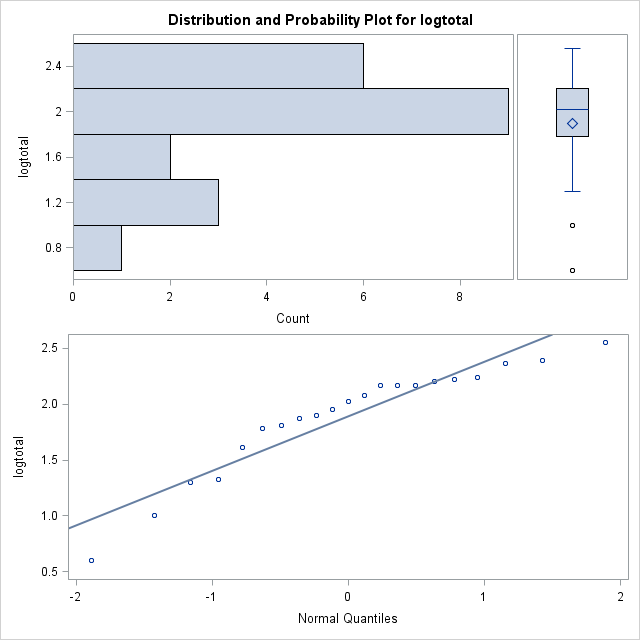 Distribution and Probability Plot for logtotal
logtotal
2.4
2
1.6
1.2
0.8
0 2 4 6 8
Count
logtotal
2.5
2.0
1.5
1.0
0.5
-2 -1 0 1 2
Normal Quantiles